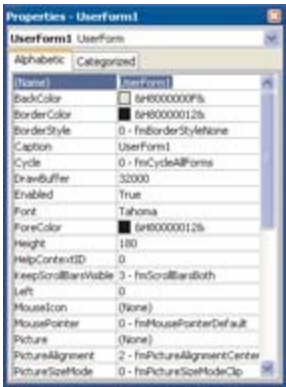 Properties - UserForm1
UserForm1 UserForm
Alphabetic Categorized
(Name) UserForm1
BackColor &H8000000F&
BorderColor &H80000012&
BorderStyle 0 - fmBorderStyleNone
Caption UserForm1
Cycle 0 - fmCycleAllForms
DrawBuffer 32000
Enabled True
Font Tahoma
ForeColor &H80000012&
Height 180
HelpContextID 0
KeepScrollBarsVisible 3 - fmScrollBarsBoth
Left 0
MouseIcon (None)
MousePointer 0 - fmMousePointerDefault
Picture (None)
PictureAlignment 2 - fmPictureAlignmentCenter
PictureSizeMode 0 - fmPictureSizeModeClip